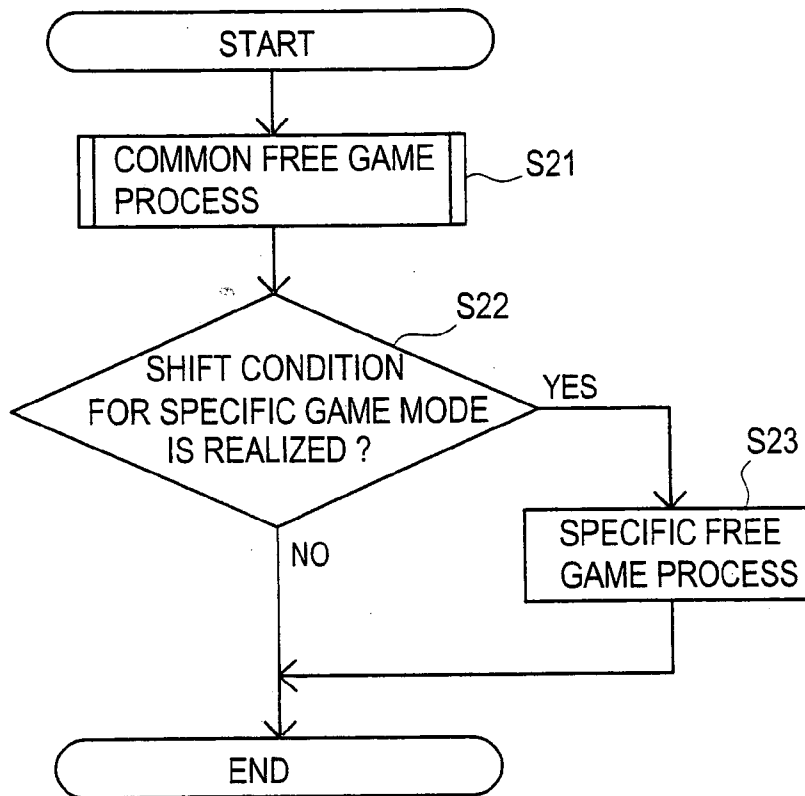 START
COMMON FREE GAME
PROCESS
S21
S22
SHIFT CONDITION
FOR SPECIFIC GAME MODE
IS REALIZED ?
YES
S23
SPECIFIC FREE
GAME PROCESS
NO
END